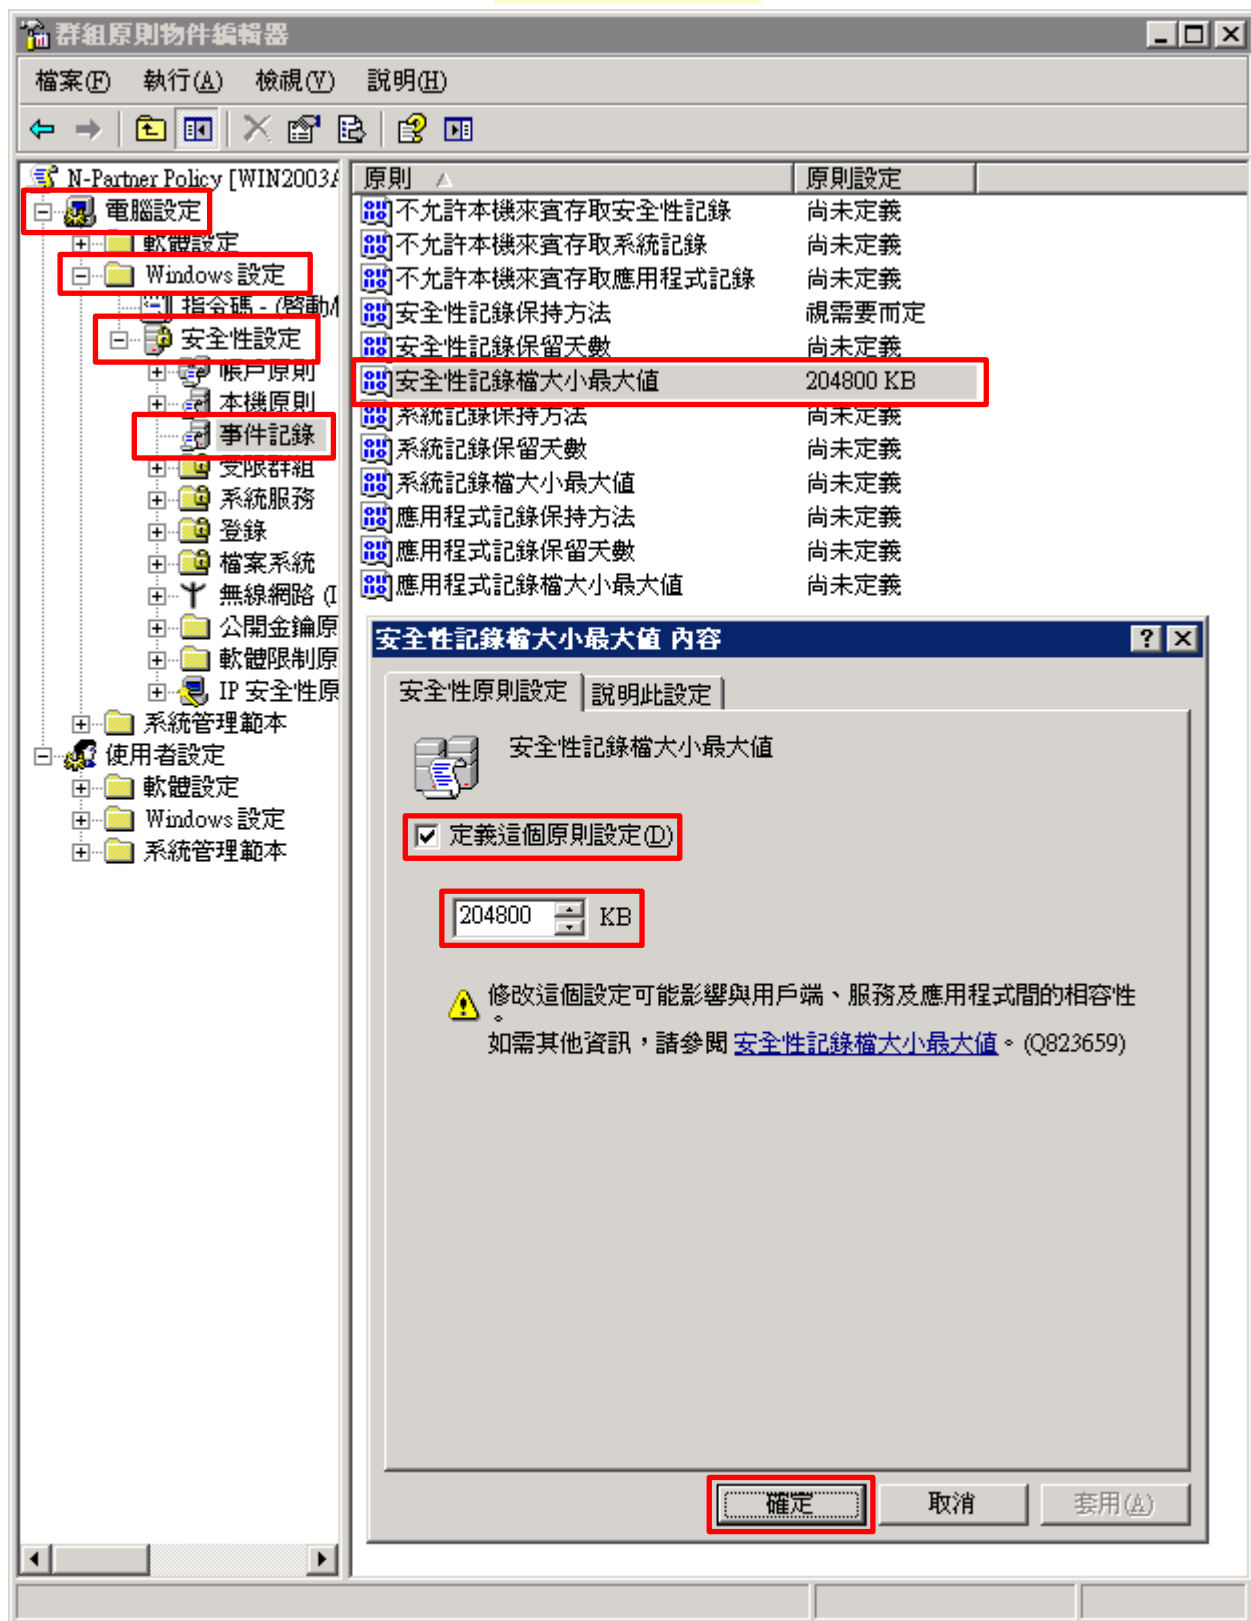 群組原則物件編輯器
檔案(F) 執行(A) 檢視(V) 說明(H)
N-Partner Policy [WIN2003
電腦設定
軟體設定
Windows 設定
指令碼 - (啓動/
安全性設定
帳戶原則
本機原則
事件記錄
受限群組
系統服務
登錄
檔案系統
無線網路 (I
公開金鑰原
軟體限制原
IP 安全性原
系統管理範本
使用者設定
軟體設定
Windows 設定
系統管理範本
原則 原則設定
不允許本機來賓存取安全性記錄 尚未定義
不允許本機來賓存取系統記錄 尚未定義
不允許本機來賓存取應用程式記錄 尚未定義
安全性記錄保持方法 視需要而定
安全性記錄保留天數 尚未定義
安全性記錄檔大小最大值 204800 KB
系統記錄保持方法 尚未定義
系統記錄保留天數 尚未定義
系統記錄檔大小最大值 尚未定義
應用程式記錄保持方法 尚未定義
應用程式記錄保留天數 尚未定義
應用程式記錄檔大小最大值 尚未定義
安全性記錄檔大小最大值 內容
安全性原則設定 說明此設定
安全性記錄檔大小最大值
定義這個原則設定(D)
204800 KB
修改這個設定可能影響與用戶端、服務及應用程式間的相容性
。
如需其他資訊，請參閱 安全性記錄檔大小最大值。(Q823659)
確定 取消 套用(A)